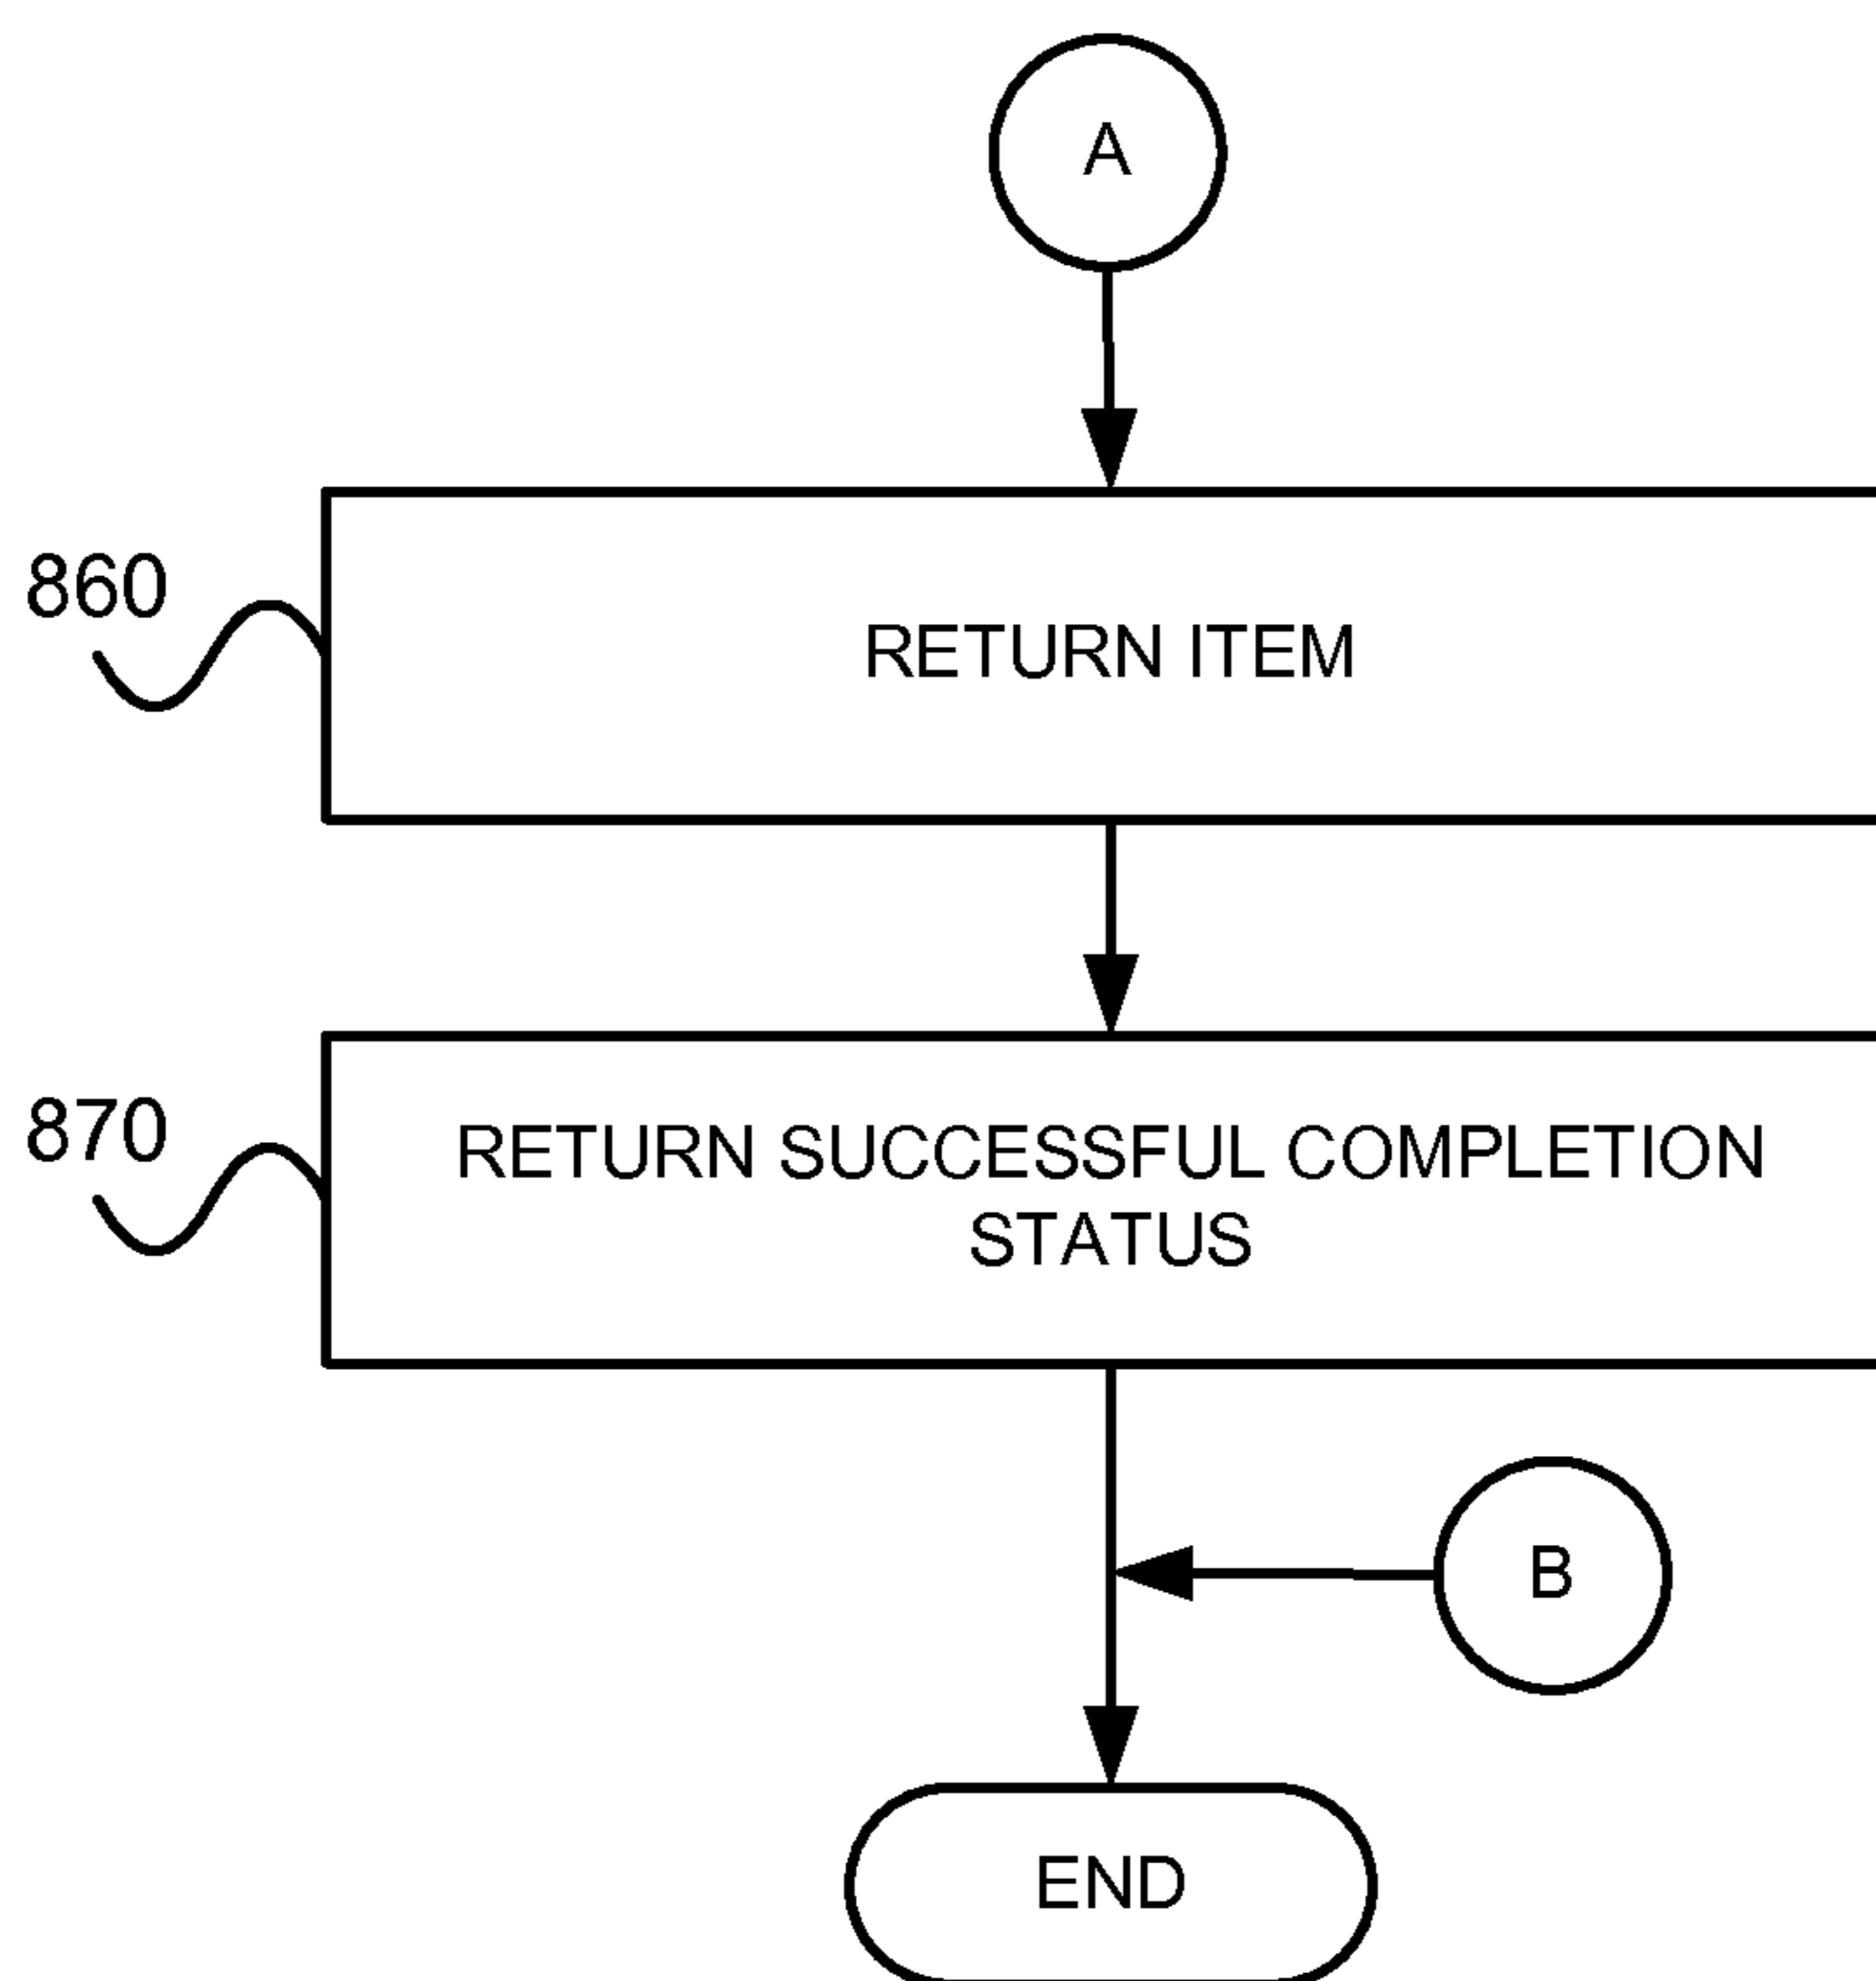 A
860
RETURN ITEM
870
RETURN SUCCESSFUL COMPLETION
STATUS
B
END